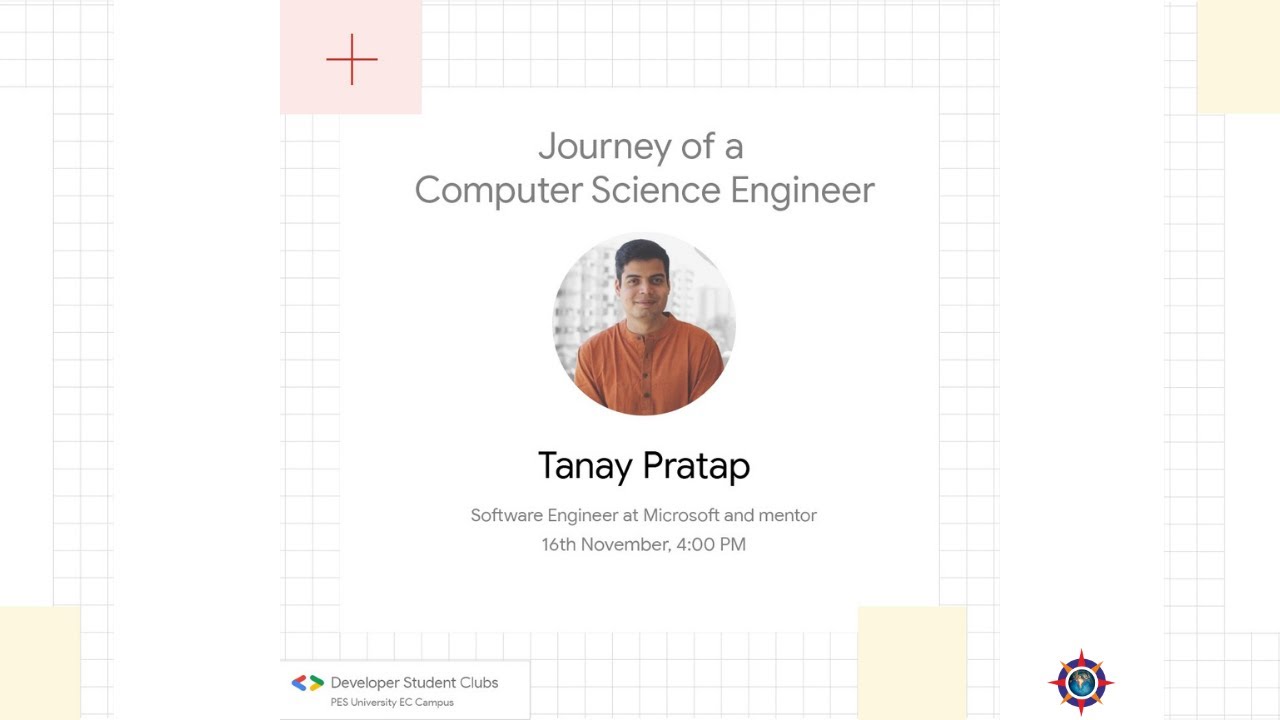 Journey of a
Computer Science Engineer
Tanay Pratap
Software Engineer at Microsoft and mentor
16th November, 4:00 PM
Developer Student Clubs
PES University EC Campus